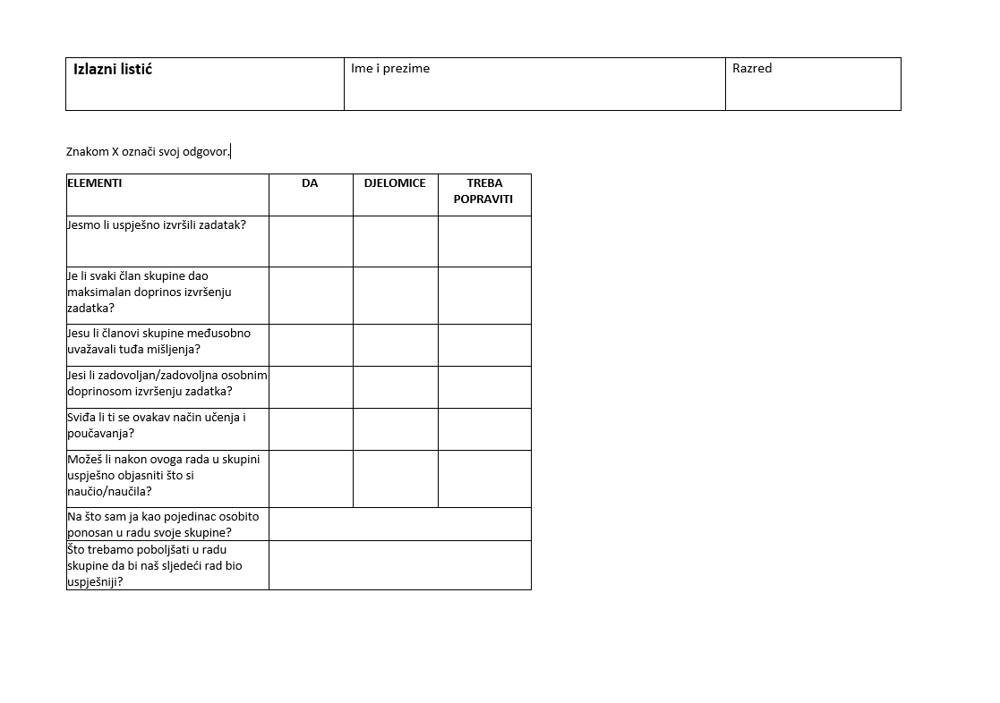 Izlazni listić
Ime i prezime
Razred
Znakom X označi svoj odgovor.
ELEMENTI
DA
DJELOMICE
TREBA
POPRAVITI
Jesmo li uspješno izvršili zadatak?
Je li svaki član skupine dao
maksimalan doprinos izvršenju
zadatka?
Jesu li članovi skupine međusobno
uvažavali tuđa mišljenja?
Jesi li zadovoljan/zadovoljna osobnim
doprinosom izvršenju zadatka?
Sviđa li ti se ovakav način učenja i
poučavanja?
Možeš li nakon ovoga rada u skupini
uspješno objasniti što si
naučio/naučila?
Na što sam ja kao pojedinac osobito
ponosan u radu svoje skupine?
Što trebamo poboljšati u radu
skupine da bi naš sljedeći rad bio
uspješniji?